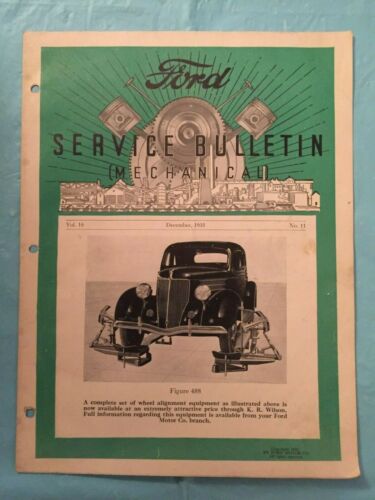 Ford
SERVICE BULLETIN
(MECHANICAL)
Vol. 16 December, 1935 No. 11
Figure 488
A complete set of wheel alignment equipment as illustrated above is
now available at an extremely attractive price through K. R. Wilson.
Full information regarding this equipment is available from your Ford
Motor Co. branch.